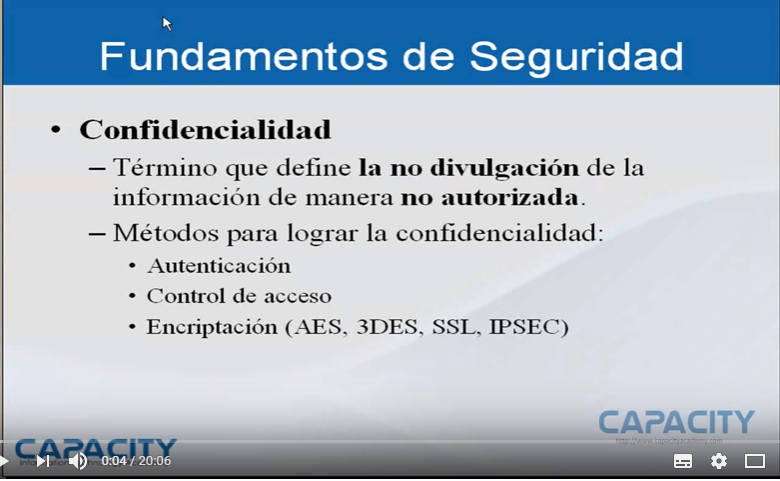 Fundamentos de Seguridad
• Confidencialidad
– Término que define la no divulgación de la
información de manera no autorizada.
– Métodos para lograr la confidencialidad:
• Autenticación
• Control de acceso
• Encriptación (AES, 3DES, SSL, IPSEC)
CAPACITY
http://www.capacityacademy.com
CAPACITY
0:04 / 20:06